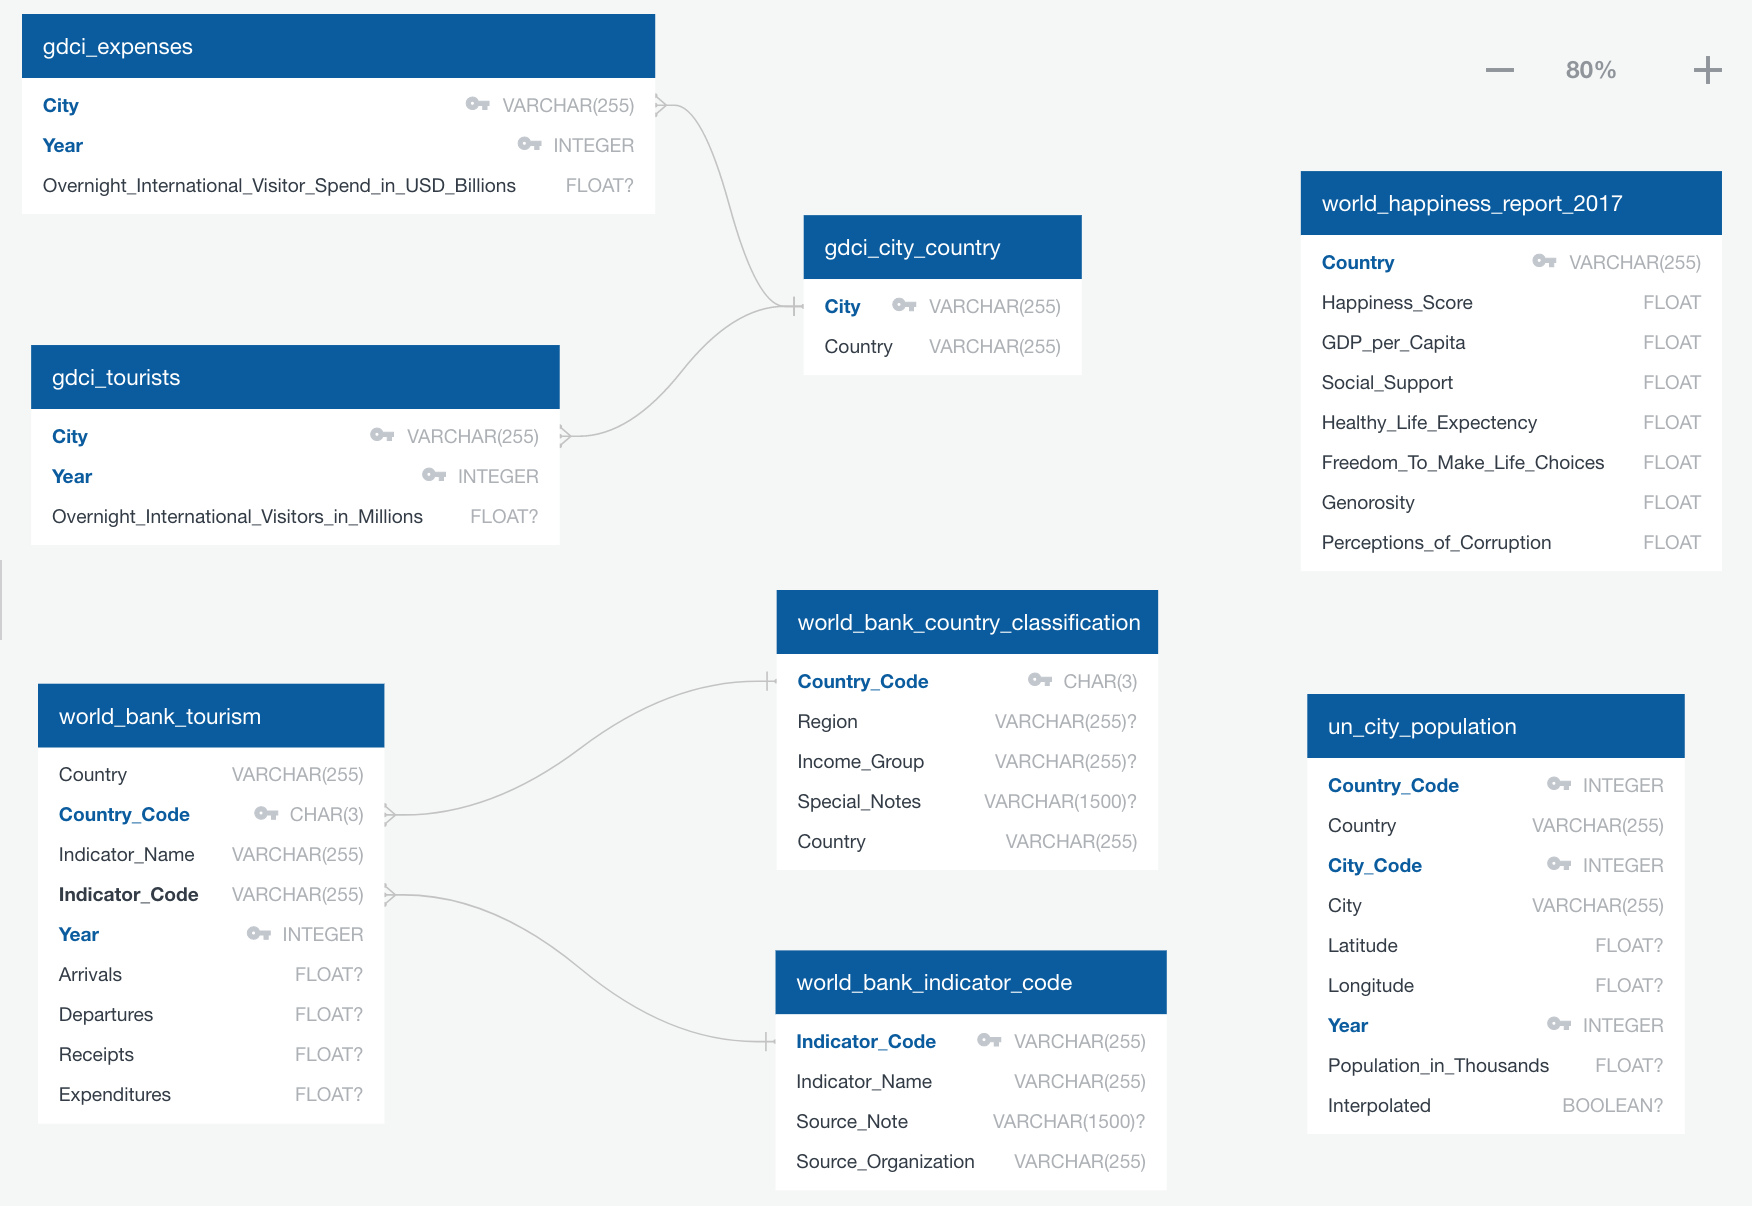 gdci_expenses
City VARCHAR(255)
Year INTEGER
Overnight_International_Visitor_Spend_in_USD_Billions FLOAT?
80%
gdci_city_country
City VARCHAR(255)
Country VARCHAR(255)
world_happiness_report_2017
Country VARCHAR(255)
Happiness_Score FLOAT
GDP_per_Capita FLOAT
Social_Support FLOAT
Healthy_Life_Expectency FLOAT
Freedom_To_Make_Life_Choices FLOAT
Genorosity FLOAT
Perceptions_of_Corruption FLOAT
gdci_tourists
City VARCHAR(255)
Year INTEGER
Overnight_International_Visitors_in_Millions FLOAT?
world_bank_country_classification
Country_Code CHAR(3)
Region VARCHAR(255)?
Income_Group VARCHAR(255)?
Special_Notes VARCHAR(1500)?
Country VARCHAR(255)
world_bank_tourism
Country VARCHAR(255)
Country_Code CHAR(3)
Indicator_Name VARCHAR(255)
Indicator_Code VARCHAR(255)
Year INTEGER
Arrivals FLOAT?
Departures FLOAT?
Receipts FLOAT?
Expenditures FLOAT?
world_bank_indicator_code
Indicator_Code VARCHAR(255)
Indicator_Name VARCHAR(255)
Source_Note VARCHAR(1500)?
Source_Organization VARCHAR(255)
un_city_population
Country_Code INTEGER
Country VARCHAR(255)
City_Code INTEGER
City VARCHAR(255)
Latitude FLOAT?
Longitude FLOAT?
Year INTEGER
Population_in_Thousands FLOAT?
Interpolated BOOLEAN?